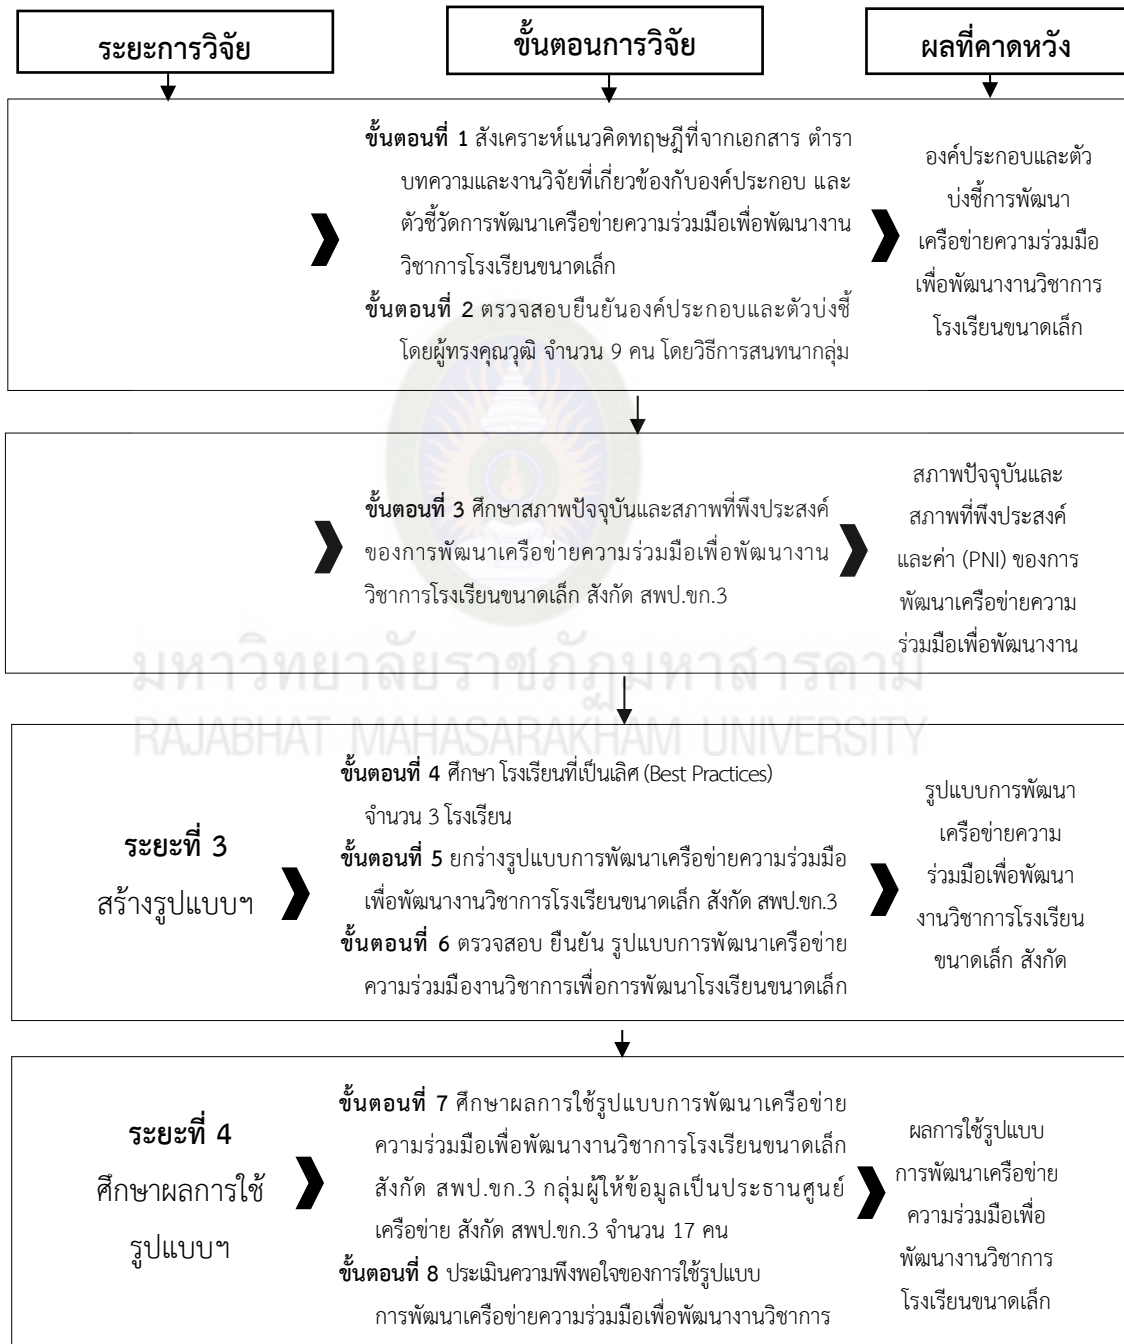 ระยะการวิจัย
ขั้นตอนการวิจัย
ผลที่คาดหวัง
ขั้นตอนที่ 1 สังเคราะห์แนวคิดทฤษฎีที่จากเอกสาร ตำรา
บทความและงานวิจัยที่เกี่ยวข้องกับองค์ประกอบ และ
ตัวชี้วัดการพัฒนาเครือข่ายความร่วมมือเพื่อพัฒนางาน
วิชาการโรงเรียนขนาดเล็ก
ขั้นตอนที่ 2 ตรวจสอบยืนยันองค์ประกอบและตัวบ่งชี้
โดยผู้ทรงคุณวุฒิ จำนวน 9 คน โดยวิธีการสนทนากลุ่ม
องค์ประกอบและตัว
บ่งชี้การพัฒนา
เครือข่ายความร่วมมือ
เพื่อพัฒนางานวิชาการ
โรงเรียนขนาดเล็ก
ขั้นตอนที่ 3 ศึกษาสภาพปัจจุบันและสภาพที่พึงประสงค์
ของการพัฒนาเครือข่ายความร่วมมือเพื่อพัฒนางาน
วิชาการโรงเรียนขนาดเล็ก สังกัด สพป.ขก.3
สภาพปัจจุบันและ
สภาพที่พึงประสงค์
และค่า (PNI) ของการ
พัฒนาเครือข่ายความ
ร่วมมือเพื่อพัฒนางาน
มหาวิทยาลัยราชภัฏมหาสารคาม
RAJABHAT MAHASARAKHAM UNIVERSITY
ระยะที่ 3
สร้างรูปแบบฯ
ขั้นตอนที่ 4 ศึกษา โรงเรียนที่เป็นเลิศ (Best Practices)
จำนวน 3 โรงเรียน
ขั้นตอนที่ 5 ยกร่างรูปแบบการพัฒนาเครือข่ายความร่วมมือ
เพื่อพัฒนางานวิชาการโรงเรียนขนาดเล็ก สังกัด สพป.ขก.3
ขั้นตอนที่ 6 ตรวจสอบ ยืนยัน รูปแบบการพัฒนาเครือข่าย
ความร่วมมืองานวิชาการเพื่อการพัฒนาโรงเรียนขนาดเล็ก
รูปแบบการพัฒนา
เครือข่ายความ
ร่วมมือเพื่อพัฒนา
งานวิชาการโรงเรียน
ขนาดเล็ก สังกัด
ระยะที่ 4
ศึกษาผลการใช้
รูปแบบฯ
ขั้นตอนที่ 7 ศึกษาผลการใช้รูปแบบการพัฒนาเครือข่าย
ความร่วมมือเพื่อพัฒนางานวิชาการโรงเรียนขนาดเล็ก
สังกัด สพป.ขก.3 กลุ่มผู้ให้ข้อมูลเป็นประธานศูนย์
เครือข่าย สังกัด สพป.ขก.3 จำนวน 17 คน
ขั้นตอนที่ 8 ประเมินความพึงพอใจของการใช้รูปแบบ
การพัฒนาเครือข่ายความร่วมมือเพื่อพัฒนางานวิชาการ
ผลการใช้รูปแบบ
การพัฒนาเครือข่าย
ความร่วมมือเพื่อ
พัฒนางานวิชาการ
โรงเรียนขนาดเล็ก